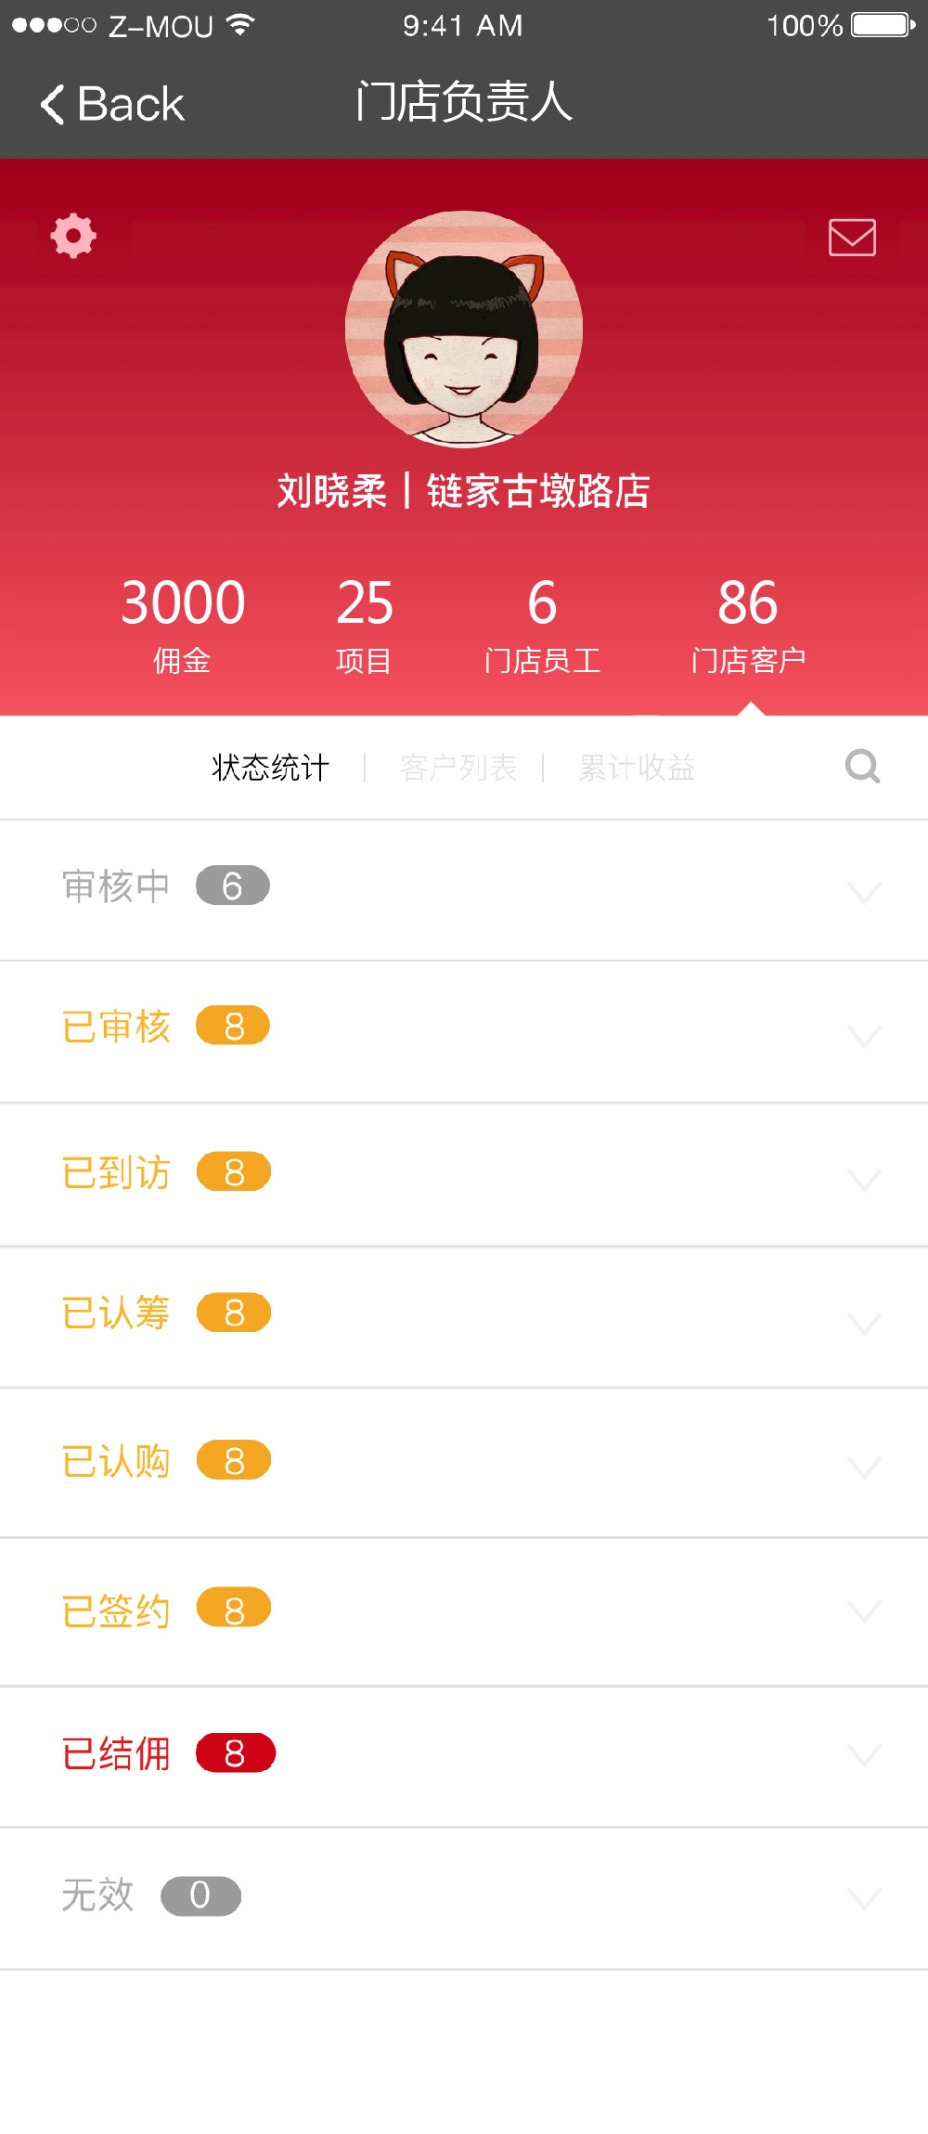 Z-MOU 9:41 AM 100%
Back 门店负责人
刘晓柔 | 链家古墩路店
3000 25 6 86
佣金 项目 门店员工 门店客户
状态统计 | 客户列表 | 累计收益
审核中 6
已审核 8
已到访 8
已认筹 8
已认购 8
已签约 8
已结佣 8
无效 0